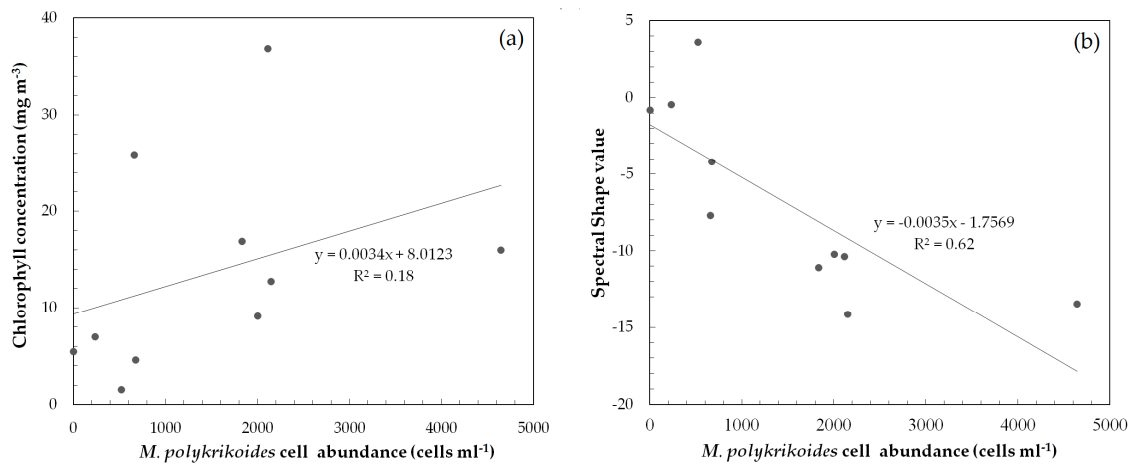 (a)
Chlorophyll concentration (mg m⁻³)
40
30
20
10
0
y = 0.0034x + 8.0123
R² = 0.18
0 1000 2000 3000 4000 5000
M. polykrikoides cell abundance (cells ml⁻¹)
(b)
Spectral Shape value
5
0
-5
-10
-15
-20
y = -0.0035x - 1.7569
R² = 0.62
0 1000 2000 3000 4000 5000
M. polykrikoides cell abundance (cells ml⁻¹)